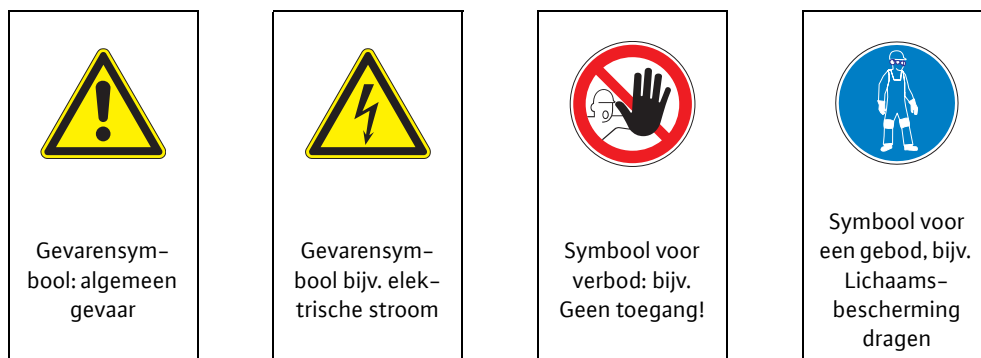 Gevarensym-
bool: algemeen
gevaar
Gevarensym-
bool bijv. elek-
trische stroom
Symbool voor
verbod: bijv.
Geen toegang!
Symbool voor
een gebod, bijv.
Lichaams-
bescherming
dragen